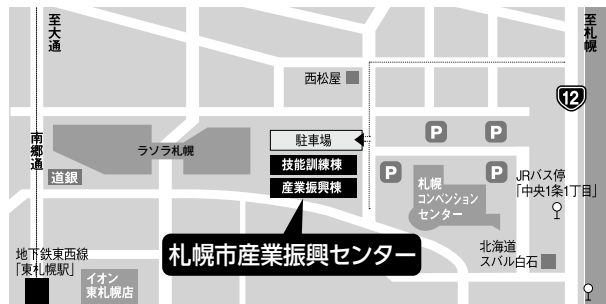 至大通
至札幌
西松屋
12
南郷通
ラソラ札幌
駐車場
P
P
技能訓練棟
道銀
産業振興棟
P
P
札幌
コンベンション
センター
JRバス停
「中央1条1丁目」
札幌市産業振興センター
地下鉄東西線
「東札幌駅」
イオン
東札幌店
北海道
スバル白石